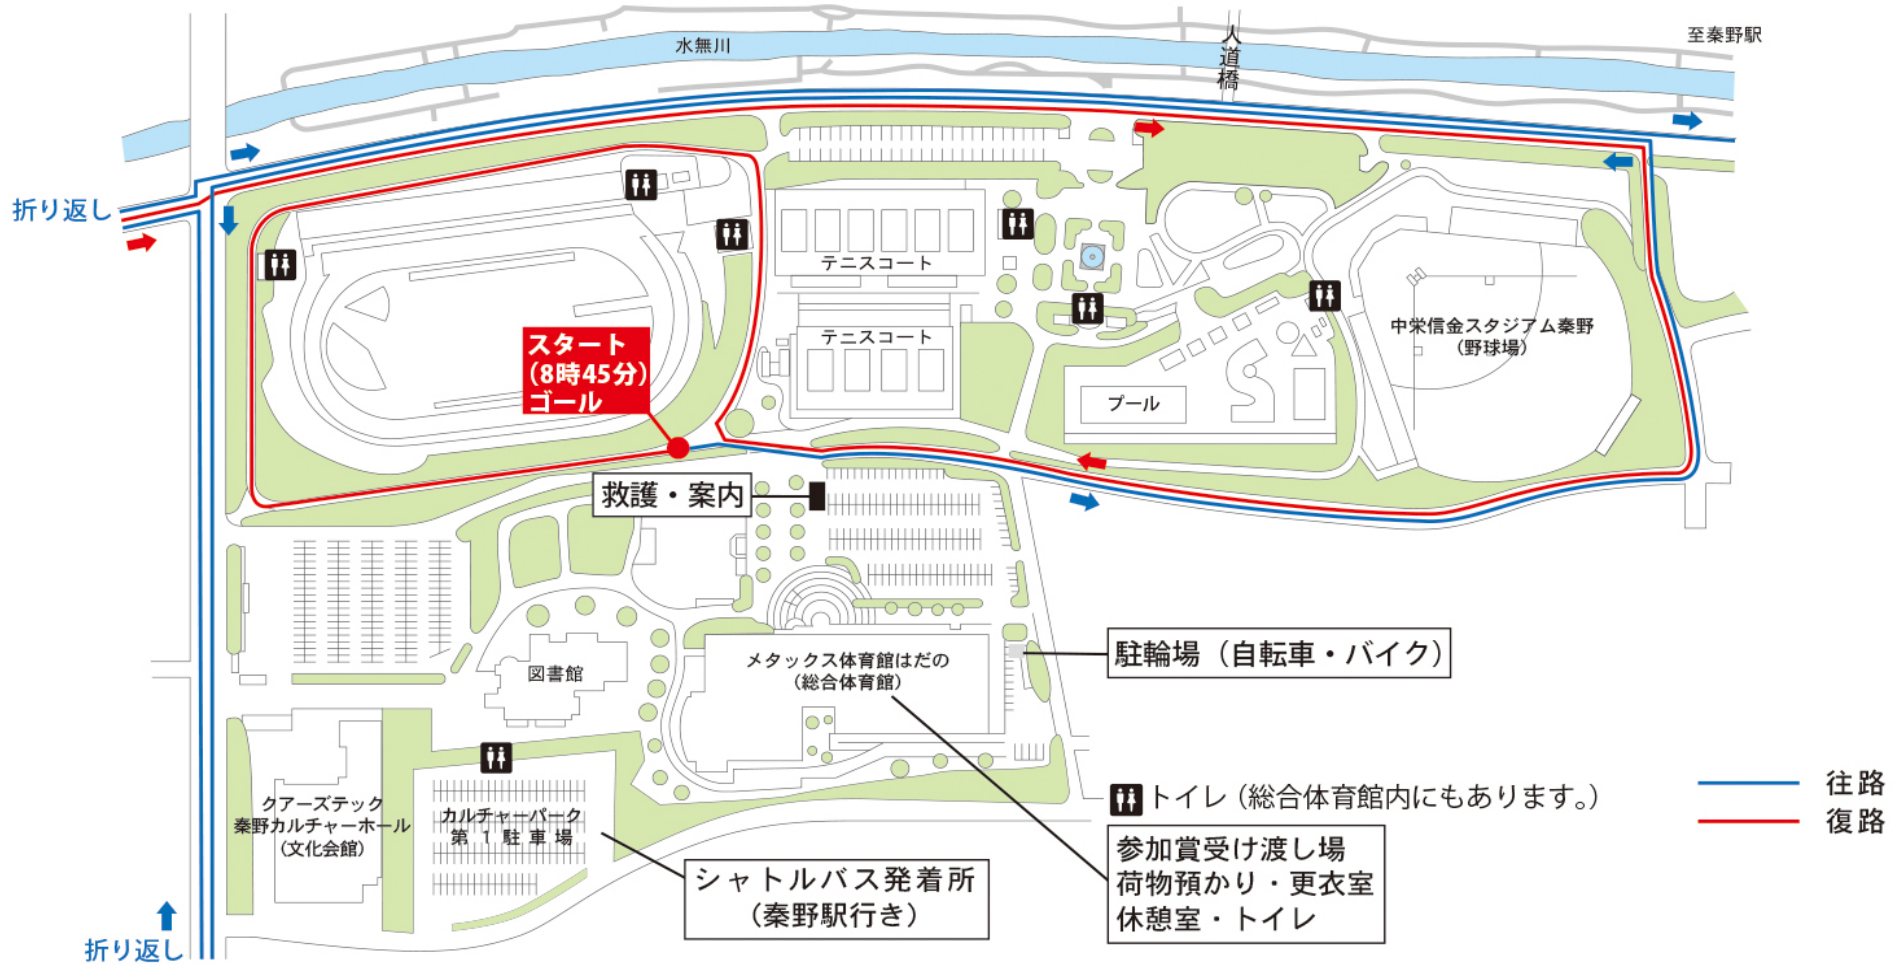 水無川
人道橋
至秦野駅
折り返し
テニスコート
テニスコート
スタート
（8時45分）
ゴール
中栄信金スタジアム秦野
（野球場）
プール
救護・案内
駐輪場（自転車・バイク）
メタックス体育館はだの
（総合体育館）
図書館
トイレ（総合体育館内にもあります。）
往路
復路
クアーズテック
秦野カルチャーホール
（文化会館）
カルチャーパーク
第1駐車場
参加賞受け渡し場
荷物預かり・更衣室
休憩室・トイレ
シャトルバス発着所
（秦野駅行き）
折り返し